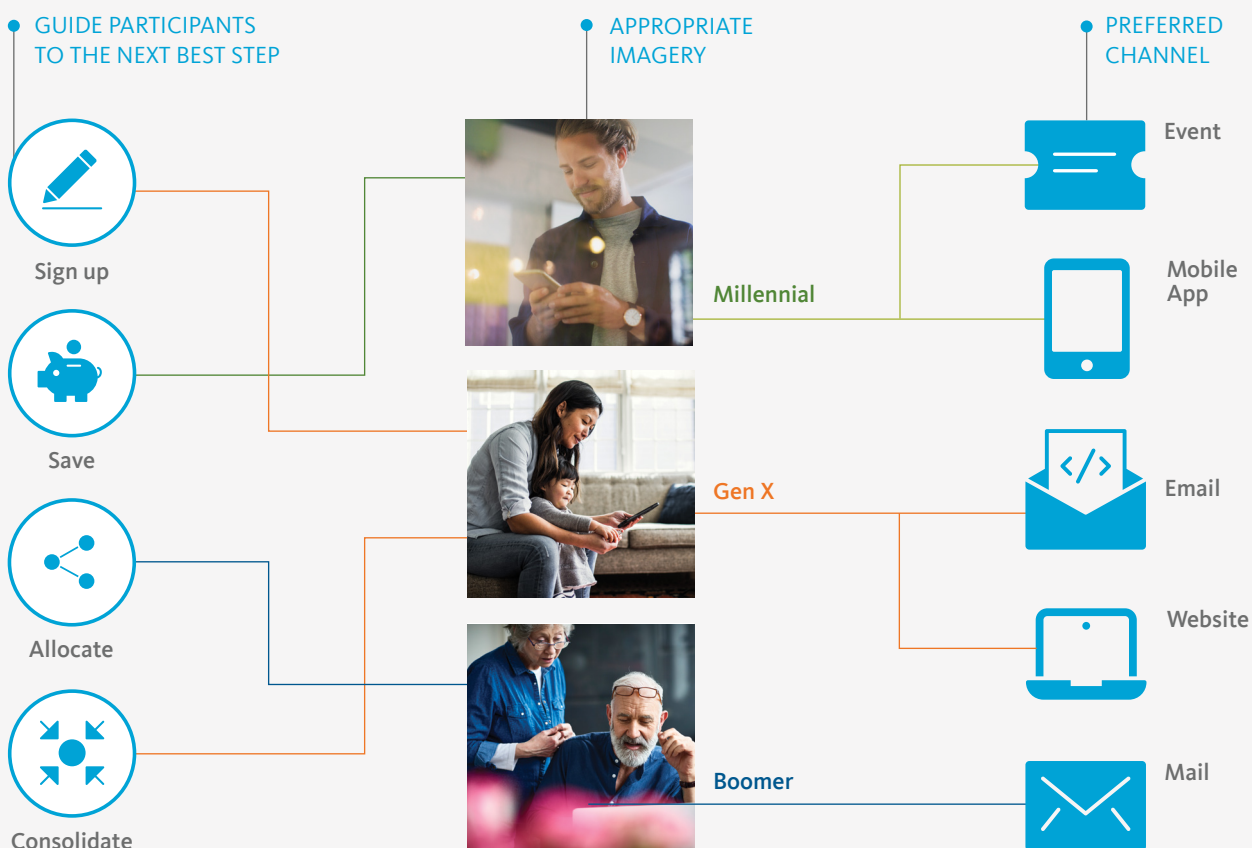 GUIDE PARTICIPANTS
TO THE NEXT BEST STEP
APPROPRIATE
IMAGERY
PREFERRED
CHANNEL
Sign up
Save
Allocate
Consolidate
Millennial
Gen X
Boomer
Event
Mobile
App
</> 
Email
Website
Mail